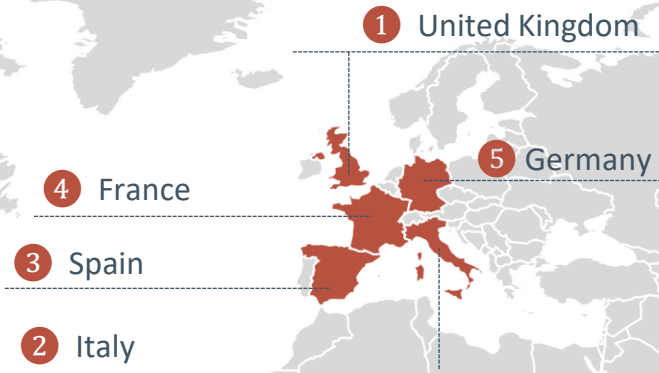 1 United Kingdom
5 Germany
4 France
3 Spain
2 Italy